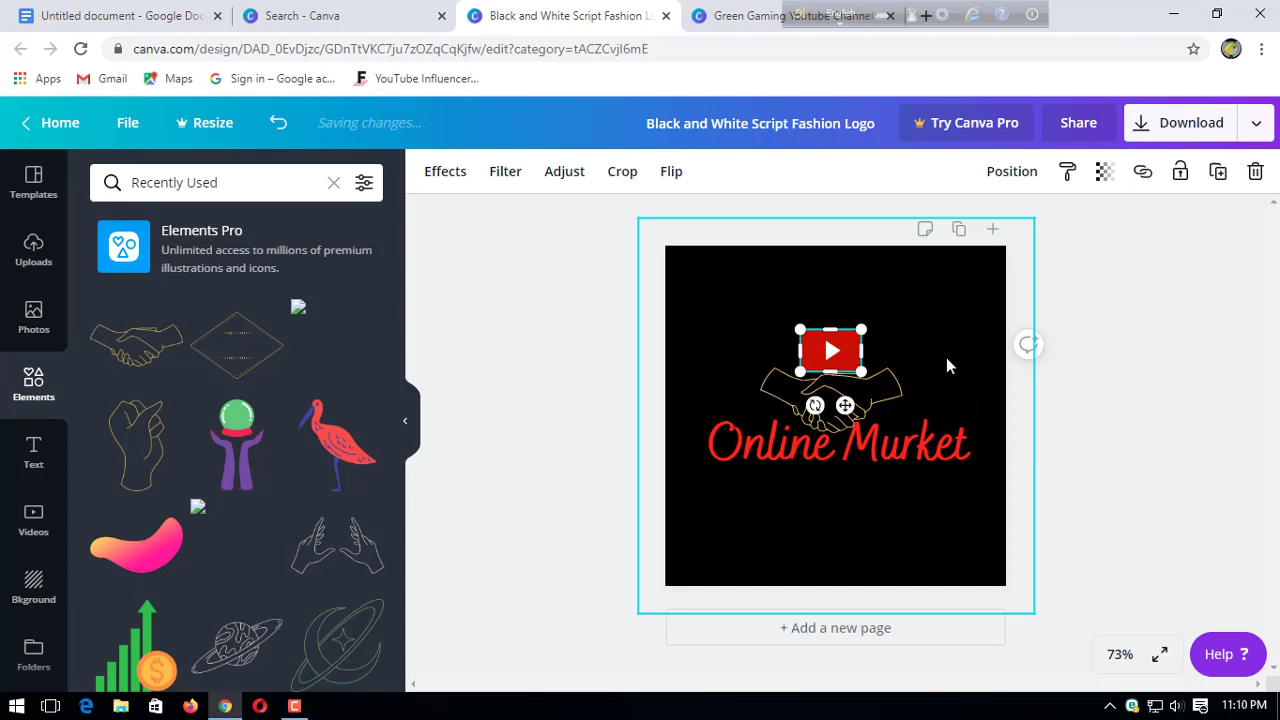 Untitled document - Google Doc
Search - Canva
Black and White Script Fashion L
Green Gaming Youtube Channel
English
canva.com/design/DAD_0EvDjzc/GDnTtVKC7ju7zOZqCqKjfw/edit?category=tACZCvjI6mE
Apps
Gmail
Maps
Sign in – Google ac...
YouTube Influencer...
Home
File
Resize
Saving changes...
Black and White Script Fashion Logo
Try Canva Pro
Share
Download
Templates
Uploads
Photos
Elements
Text
Videos
Bkground
Folders
Recently Used
Elements Pro
Unlimited access to millions of premium
illustrations and icons.
Effects
Filter
Adjust
Crop
Flip
Position
Online Murket
+ Add a new page
73%
Help ?
11:10 PM